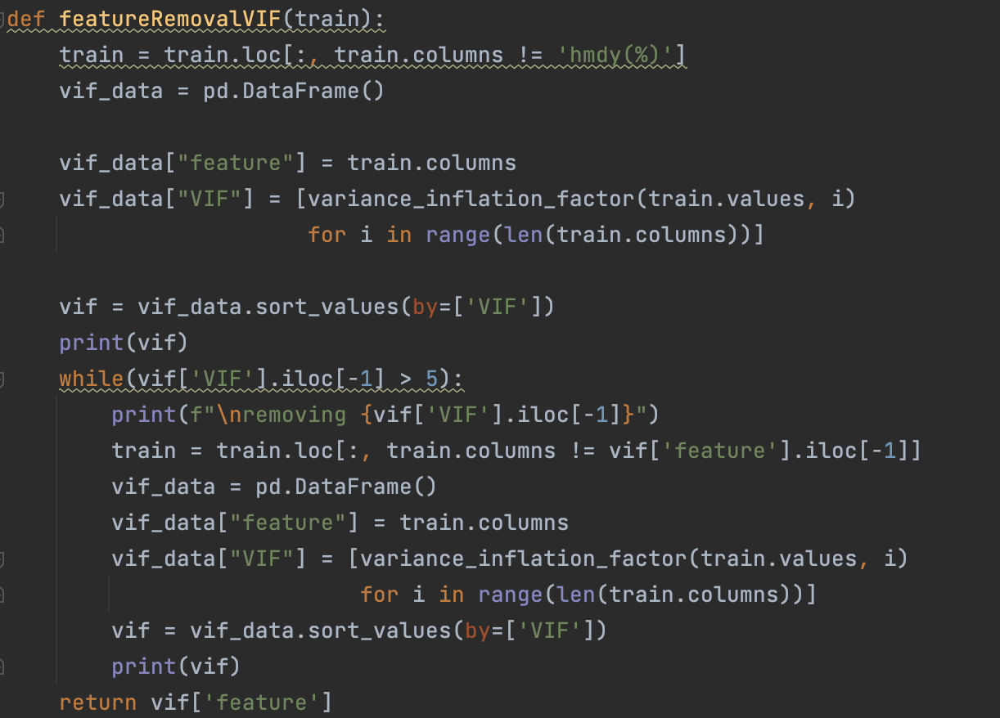 def featureRemovalVIF(train):
    train = train.loc[:, train.columns != 'hmdy(%)']
    vif_data = pd.DataFrame()

    vif_data["feature"] = train.columns
    vif_data["VIF"] = [variance_inflation_factor(train.values, i)
                       for i in range(len(train.columns))]

    vif = vif_data.sort_values(by=['VIF'])
    print(vif)
    while(vif['VIF'].iloc[-1] > 5):
        print(f"\nremoving {vif['VIF'].iloc[-1]}")
        train = train.loc[:, train.columns != vif['feature'].iloc[-1]]
        vif_data = pd.DataFrame()
        vif_data["feature"] = train.columns
        vif_data["VIF"] = [variance_inflation_factor(train.values, i)
                           for i in range(len(train.columns))]
        vif = vif_data.sort_values(by=['VIF'])
        print(vif)
    return vif['feature']